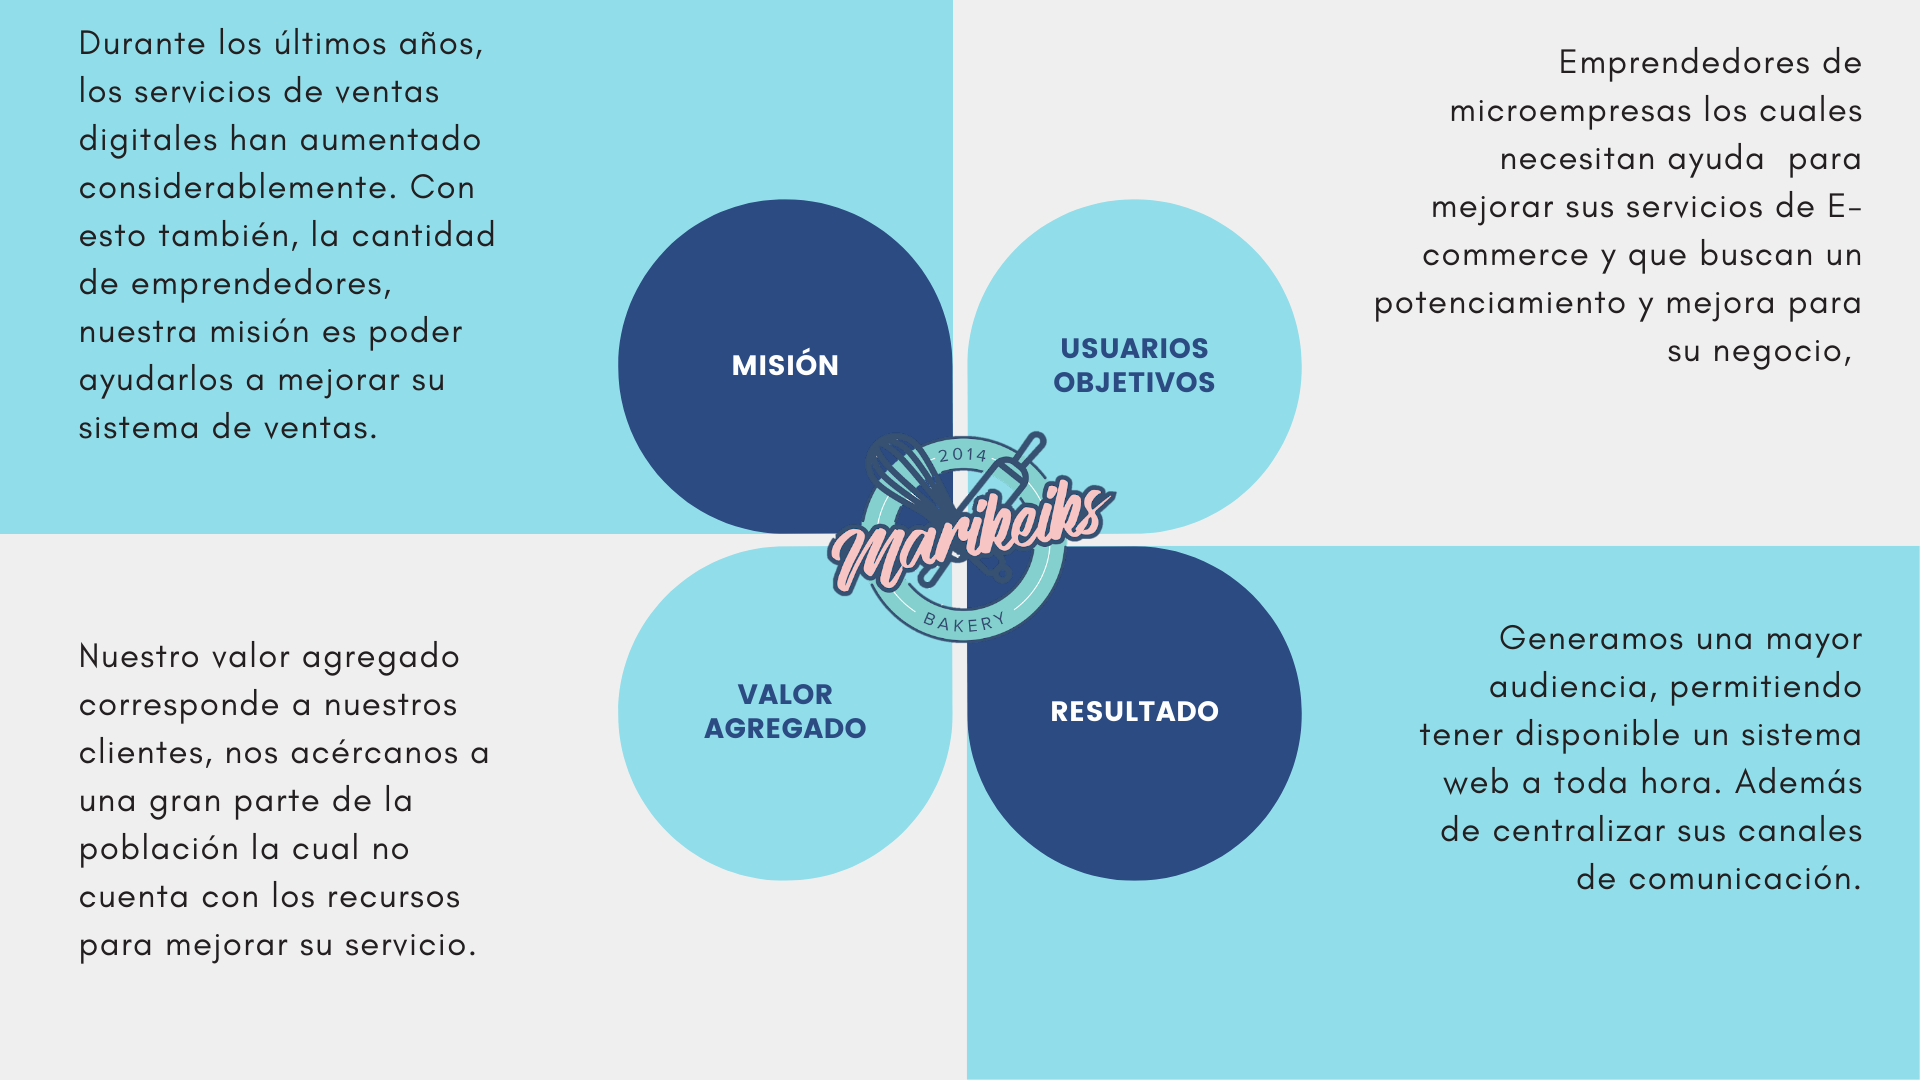 Durante los últimos años,
los servicios de ventas
digitales han aumentado
considerablemente. Con
esto también, la cantidad
de emprendedores,
nuestra misión es poder
ayudarlos a mejorar su
sistema de ventas.
MISIÓN
USUARIOS
OBJETIVOS
Emprendedores de
microempresas los cuales
necesitan ayuda  para
mejorar sus servicios de E-
commerce y que buscan un
potenciamiento y mejora para
su negocio,
2014
Marikeiks
BAKERY
Nuestro valor agregado
corresponde a nuestros
clientes, nos acércanos a
una gran parte de la
población la cual no
cuenta con los recursos
para mejorar su servicio.
VALOR
AGREGADO
RESULTADO
Generamos una mayor
audiencia, permitiendo
tener disponible un sistema
web a toda hora. Además
de centralizar sus canales
de comunicación.